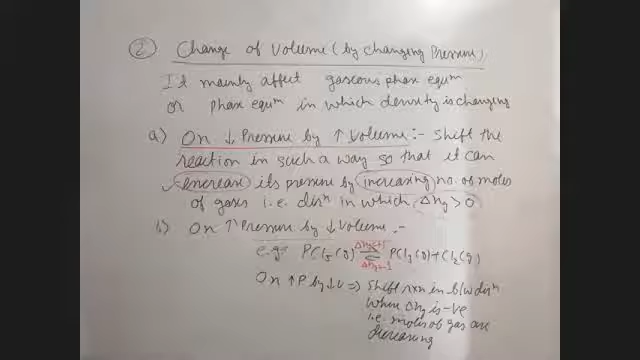 ② Change of Volume (by changing Pressure)
It mainly affect gaseous phase equᵐ
or phase equᵐ in which density is changing
a) On ↓ Pressure by ↑ Volume :- Shift the
reaction in such a way so that it can
increase its pressure by increasing no. of moles
of gases i.e. dirⁿ in which Δng > 0
b) On ↑ Pressure by ↓ Volume -
e.g: PCl5(g) ⇌ PCl3(g) + Cl2(g)
Δng=+1
Δng=-1
On ↑ P by ↓ V => Shift rxn in b/w dirⁿ
where Δng is -ve
i.e. moles of gas are
decreasing